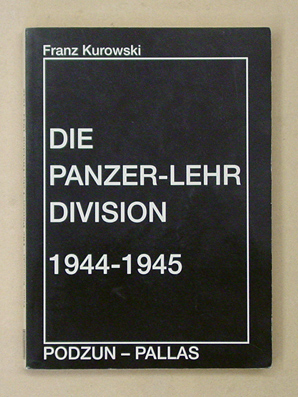 Franz Kurowski
DIE
PANZER-LEHR
DIVISION
1944-1945
PODZUN – PALLAS